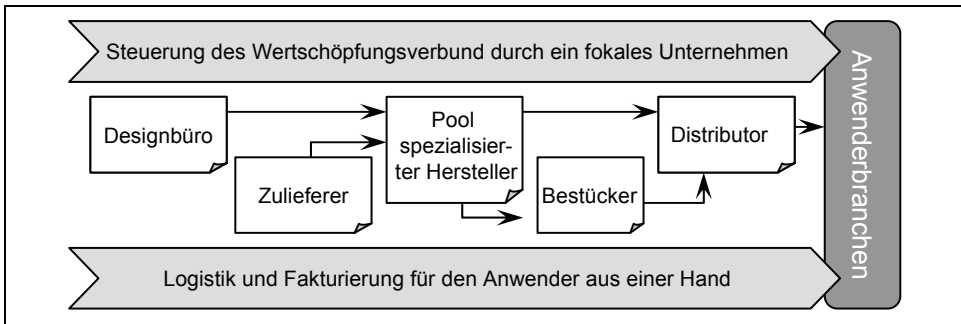 Steuerung des Wertschöpfungsverbund durch ein fokales Unternehmen
Designbüro
Zulieferer
Pool
spezialisier-
ter Hersteller
Bestücker
Distributor
Anwenderbranchen
Logistik und Fakturierung für den Anwender aus einer Hand